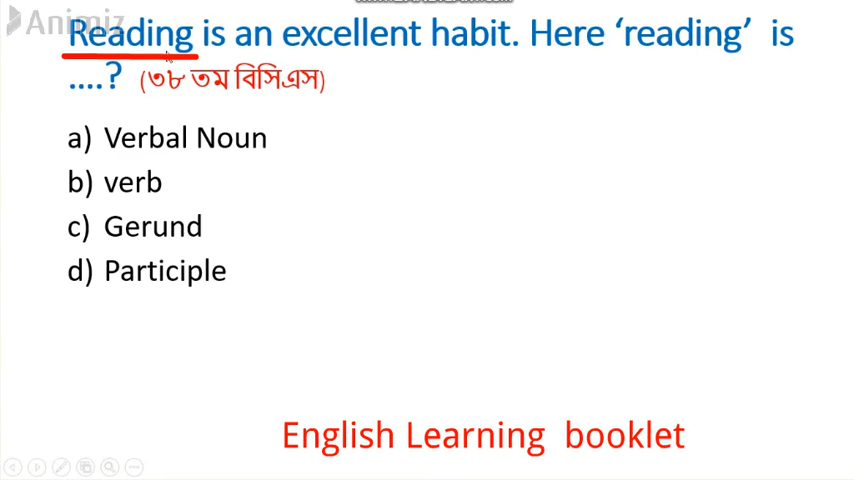 Animiz
Reading is an excellent habit. Here ‘reading’ is
....? (৩৮ তম বিসিএস)
a) Verbal Noun
b) verb
c) Gerund
d) Participle
English Learning booklet